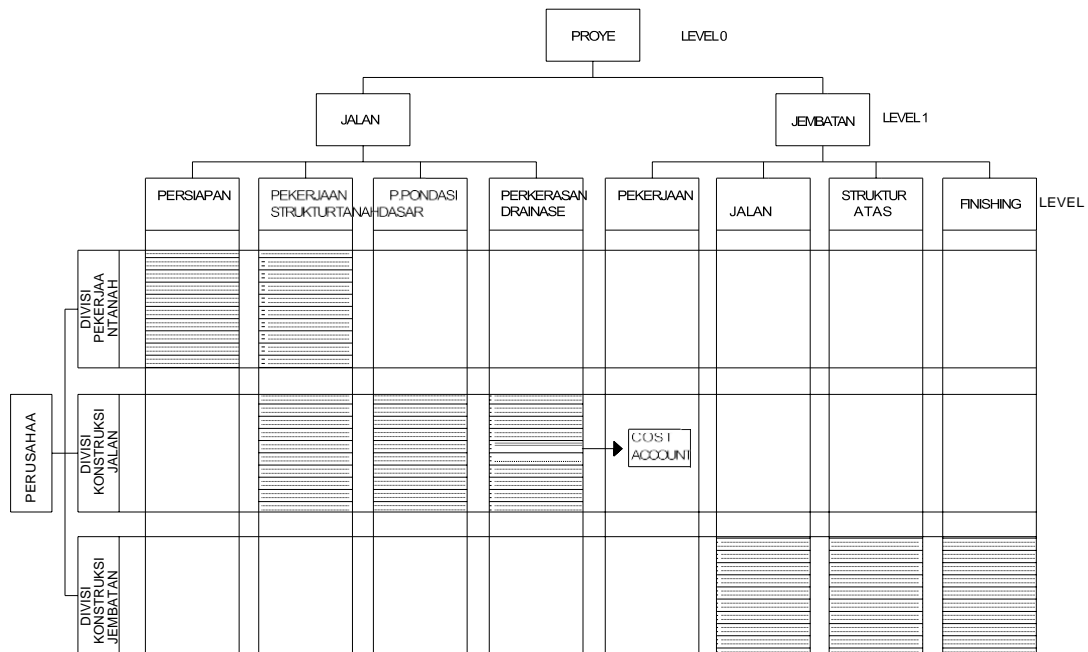 PROYE
LEVEL 0
JALAN
JEMBATAN
LEVEL 1
PERSIAPAN
PEKERJAAN
STRUKTURTANAHDASAR
P.PONDASI
PERKERASAN
DRAINASE
PEKERJAAN
JALAN
STRUKTUR
ATAS
FINISHING
LEVEL
DIVISI
PEKERJAA
NTANAH
PERUSAHAA
DIVISI
KONSTRUKSI
JALAN
COST
ACCOUNT
DIVISI
KONSTRUKSI
JEMBATAN